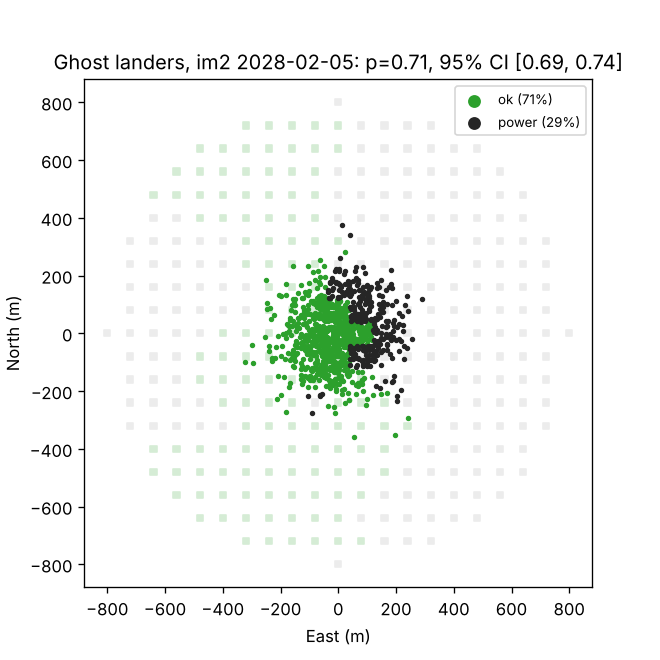 Ghost landers, im2 2028-02-05: p=0.71, 95% CI [0.69, 0.74]
ok (71%)
power (29%)
800
600
400
200
0
−200
−400
−600
−800
North (m)
−800 −600 −400 −200 0 200 400 600 800
East (m)